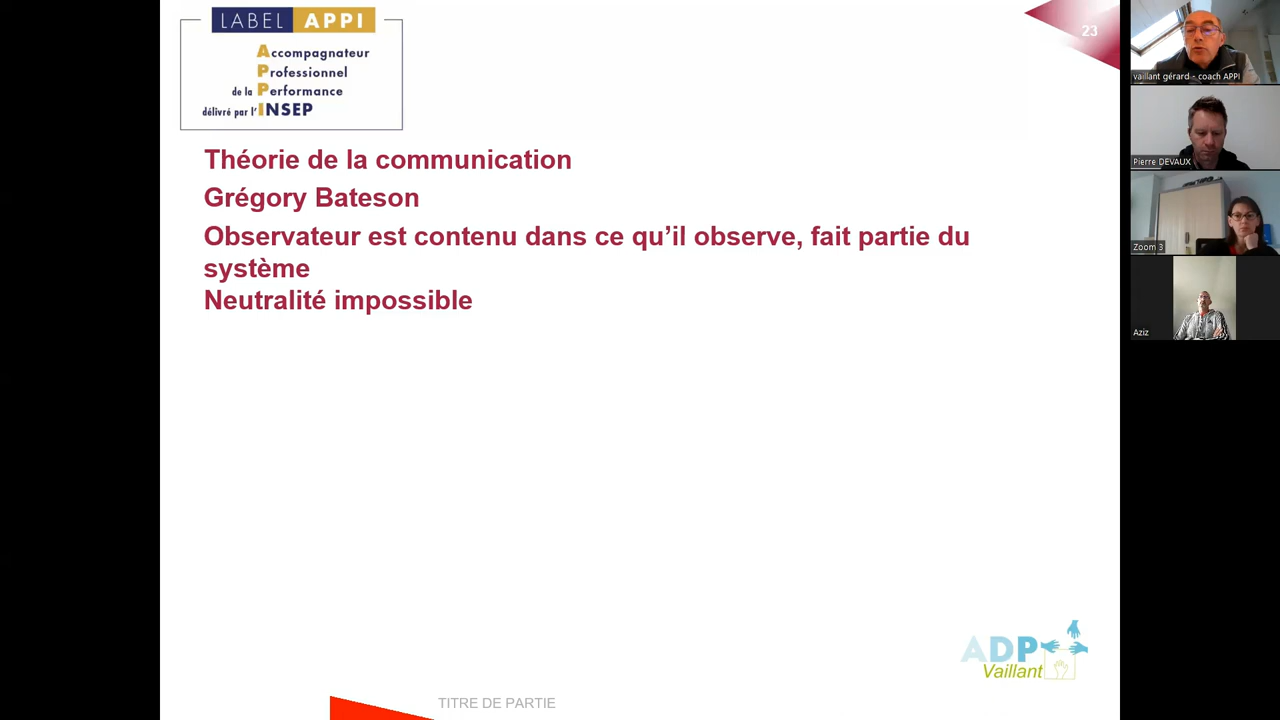 LABEL APPI
Accompagnateur
Professionnel
de la Performance
délivré par l'INSEP
23
Théorie de la communication
Grégory Bateson
Observateur est contenu dans ce qu’il observe, fait partie du
système
Neutralité impossible
ADP
Vaillant
TITRE DE PARTIE
vaillant gérard - coach APPI
Pierre DEVAUX
Zoom 3
Aziz